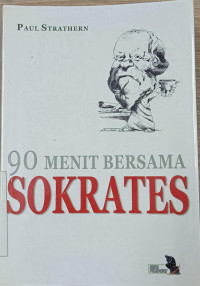 PAUL STRATHERN
90 MENIT BERSAMA
SOKRATES